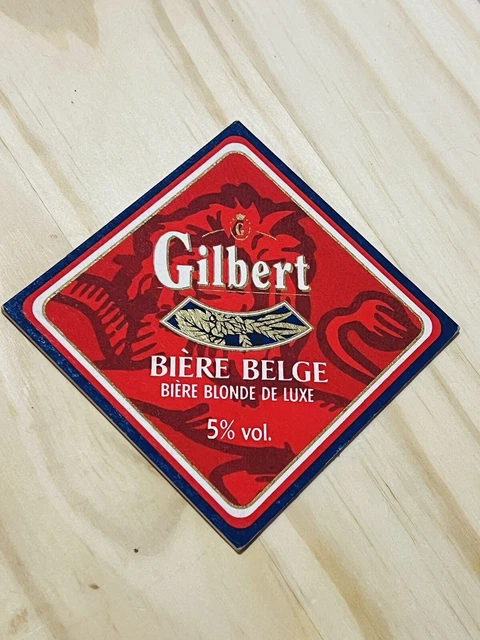 G
Gilbert
BIÈRE BELGE
BIÈRE BLONDE DE LUXE
5% vol.